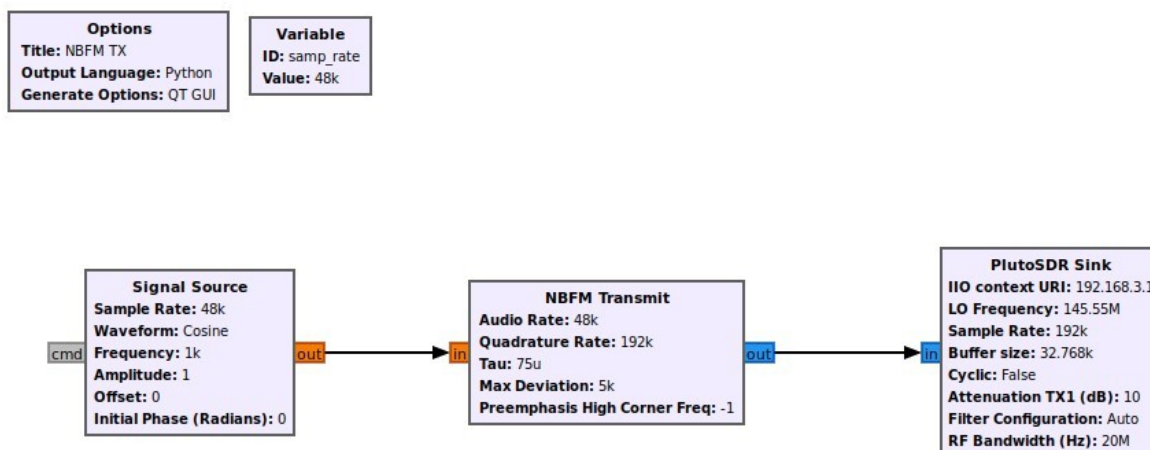 Options
Title: NBFM TX
Output Language: Python
Generate Options: QT GUI
Variable
ID: samp_rate
Value: 48k
Signal Source
Sample Rate: 48k
Waveform: Cosine
Frequency: 1k
Amplitude: 1
Offset: 0
Initial Phase (Radians): 0
cmd
out
NBFM Transmit
Audio Rate: 48k
Quadrature Rate: 192k
Tau: 75u
Max Deviation: 5k
Preemphasis High Corner Freq: -1
in
out
PlutoSDR Sink
IIO context URI: 192.168.3.1
LO Frequency: 145.55M
Sample Rate: 192k
Buffer size: 32.768k
Cyclic: False
Attenuation TX1 (dB): 10
Filter Configuration: Auto
RF Bandwidth (Hz): 20M
in